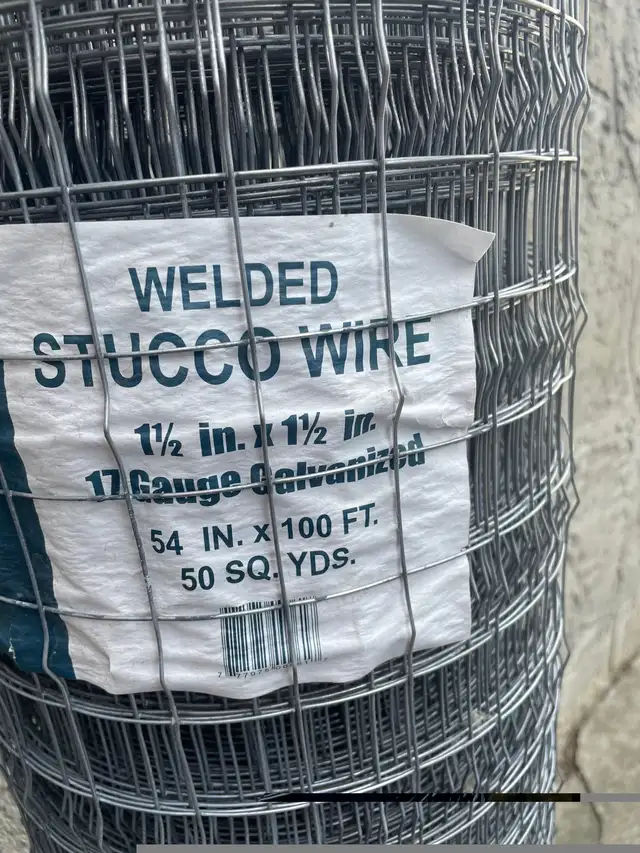 WELDED
STUCCO WIRE
1½ in. x 1½ in.
17 Gauge Galvanized
54 IN. x 100 FT.
50 SQ. YDS.